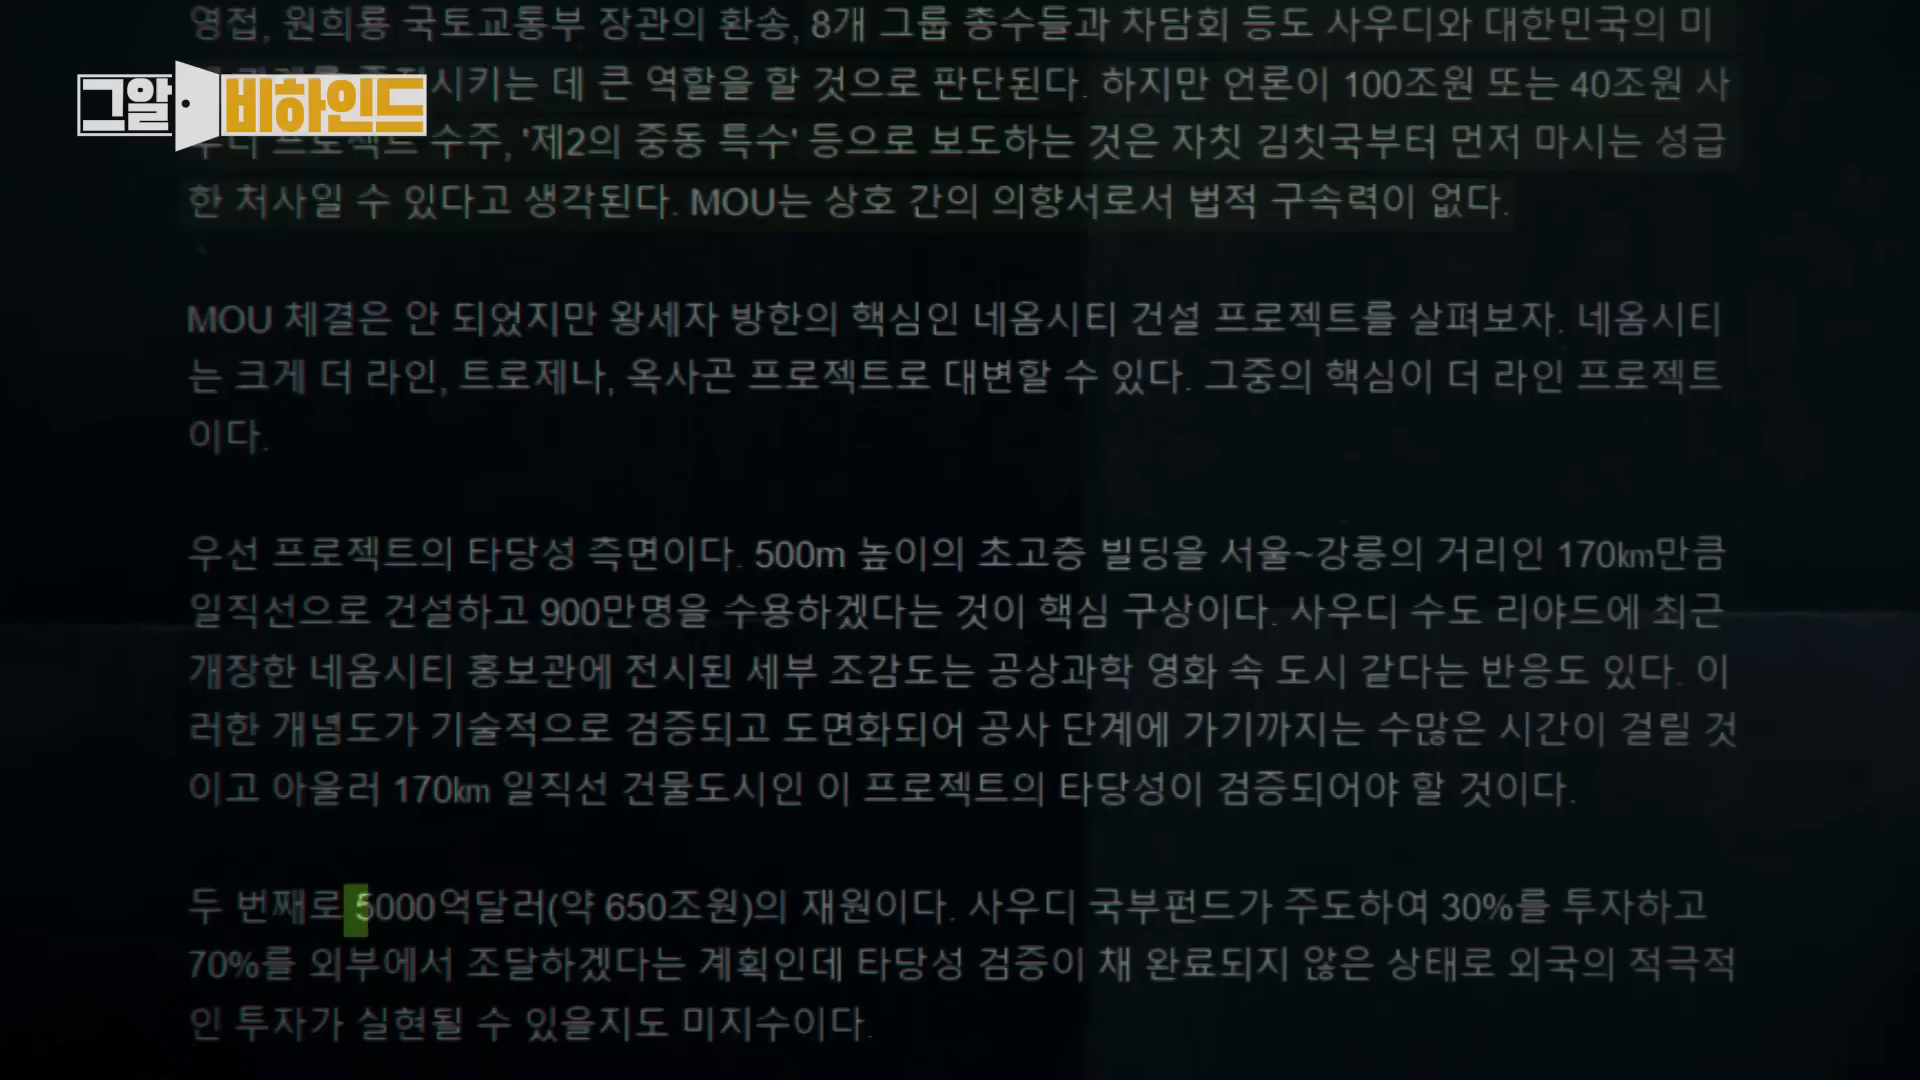 영접, 원희룡 국토교통부 장관의 환송, 8개 그룹 총수들과 차담회 등도 사우디와 대한민국의 미
시키는 데 큰 역할을 할 것으로 판단된다. 하지만 언론이 100조원 또는 40조원 사
그알 비하인드
우디 프로젝트 수주, '제2의 중동 특수' 등으로 보도하는 것은 자칫 김칫국부터 먼저 마시는 성급
한 처사일 수 있다고 생각된다. MOU는 상호 간의 의향서로서 법적 구속력이 없다.
MOU 체결은 안 되었지만 왕세자 방한의 핵심인 네옴시티 건설 프로젝트를 살펴보자. 네옴시티
는 크게 더 라인, 트로제나, 옥사곤 프로젝트로 대변할 수 있다. 그중의 핵심이 더 라인 프로젝트
이다.
우선 프로젝트의 타당성 측면이다. 500m 높이의 초고층 빌딩을 서울~강릉의 거리인 170㎞만큼
일직선으로 건설하고 900만명을 수용하겠다는 것이 핵심 구상이다. 사우디 수도 리야드에 최근
개장한 네옴시티 홍보관에 전시된 세부 조감도는 공상과학 영화 속 도시 같다는 반응도 있다. 이
러한 개념도가 기술적으로 검증되고 도면화되어 공사 단계에 가기까지는 수많은 시간이 걸릴 것
이고 아울러 170㎞ 일직선 건물도시인 이 프로젝트의 타당성이 검증되어야 할 것이다.
두 번째로 5000억달러(약 650조원)의 재원이다. 사우디 국부펀드가 주도하여 30%를 투자하고
70%를 외부에서 조달하겠다는 계획인데 타당성 검증이 채 완료되지 않은 상태로 외국의 적극적
인 투자가 실현될 수 있을지도 미지수이다.